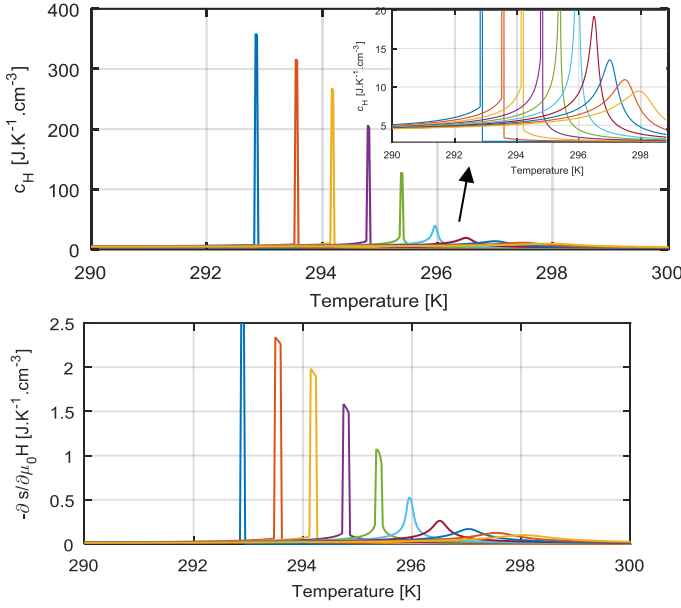 400
300
200
100
0
c_H [J.K⁻¹.cm⁻³]
290 292 294 296 298 300
Temperature [K]
20
15
10
5
c_H [J.K⁻¹.cm⁻³]
290 292 294 296 298
Temperature [K]
2.5
2
1.5
1
0.5
0
-∂ s/∂μ₀H [J.K⁻¹.cm⁻³]
290 292 294 296 298 300
Temperature [K]